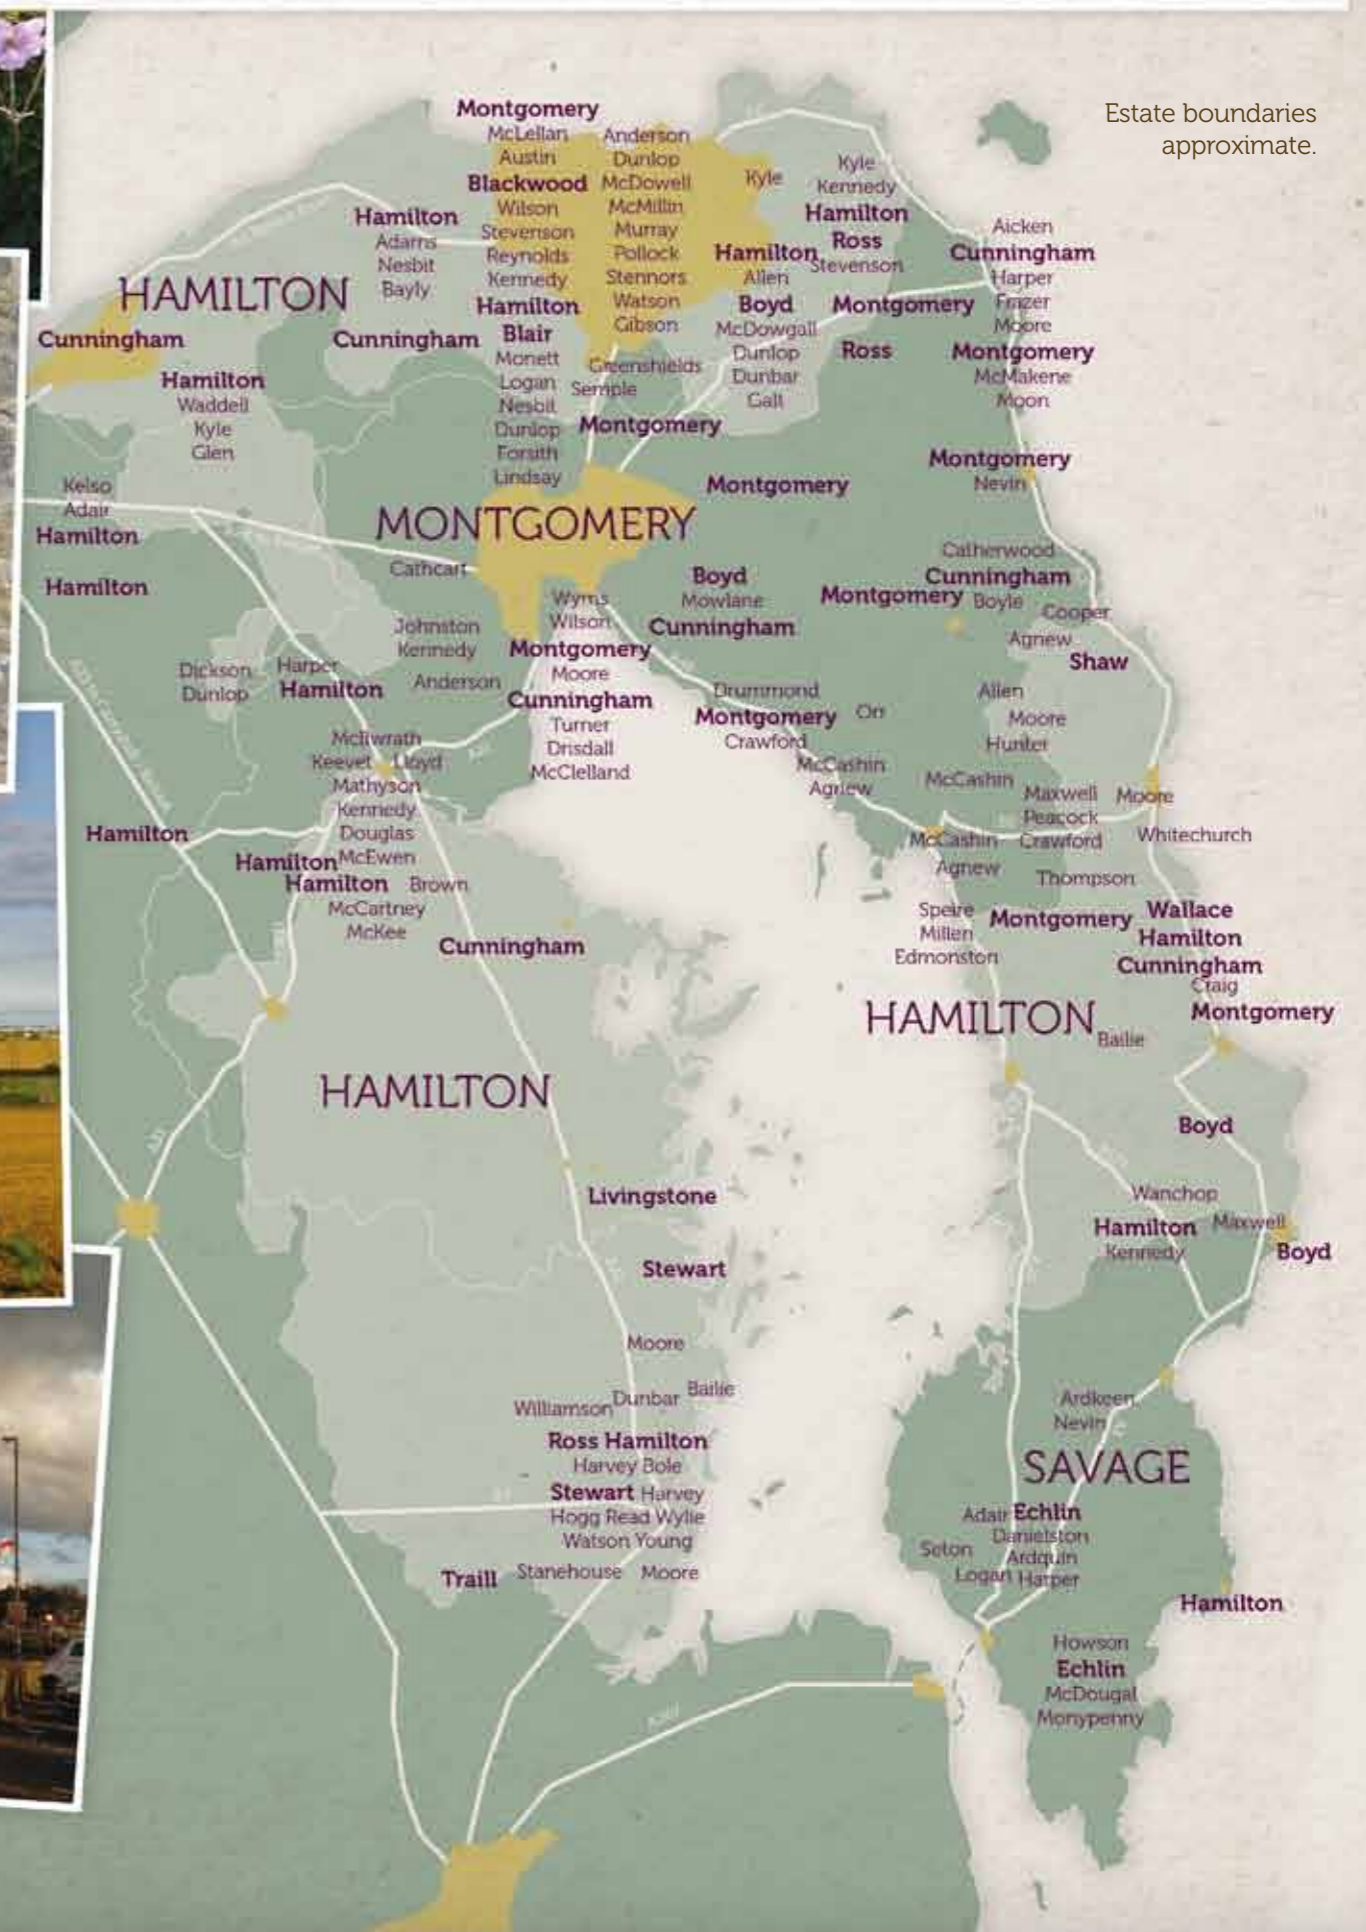 Estate boundaries
approximate.
Montgomery
McLellan
Austin
Blackwood
Wilson
Stevenson
Reynolds
Kennedy
Hamilton
Blair
Monett
Logan
Nesbit
Dunlop
Forsith
Lindsay
Anderson
Dunlop
McDowell
McMillin
Murray
Pollock
Stennors
Watson
Gibson
Greenshields
Semple
Montgomery
Hamilton
Adams
Nesbit
Bayly
HAMILTON
Cunningham
Cunningham
Hamilton
Waddell
Kyle
Glen
Kyle
Kyle
Kennedy
Hamilton
Ross
Stevenson
Hamilton
Allen
Boyd
McDowgall
Dunlop
Dunbar
Galt
Montgomery
Ross
Aicken
Cunningham
Harper
Frazer
Moore
Montgomery
McMakene
Moon
Montgomery
Nevin
Montgomery
Kelso
Adair
Hamilton
Hamilton
MONTGOMERY
Cathcart
Johnston
Kennedy
Anderson
Wyms
Wilson
Montgomery
Moore
Cunningham
Turner
Drisdall
McClelland
Boyd
Mowlane
Cunningham
Catherwood
Cunningham
Montgomery Boyle
Cooper
Agnew
Shaw
Allen
Moore
Hunter
Drummond
Montgomery Orr
Crawford
McCashin
Agnew
McCashin
Maxwell Moore
Peacock
McCashin Crawford Whitechurch
Agnew
Thompson
Dickson
Dunlop
Harper
Hamilton
McIlwrath
Keevet Lloyd
Mathyson
Kennedy
Douglas
Hamilton
Hamilton McEwen
Hamilton Brown
McCartney
McKee
Cunningham
Speire
Millen
Edmonston
Montgomery
Wallace
Hamilton
Cunningham
Craig
Montgomery
HAMILTON
Bailie
HAMILTON
Boyd
Livingstone
Wanchop
Hamilton Maxwell
Kennedy
Boyd
Stewart
Moore
Williamson Dunbar Bailie
Ross Hamilton
Harvey Bole
Stewart Harvey
Hogg Read Wylie
Watson Young
Traill Stanehouse Moore
Ardkeen
Nevin
SAVAGE
Adair Echlin
Danielston
Seton Ardquin
Logan Harper
Hamilton
Howson
Echlin
McDougal
Monypenny